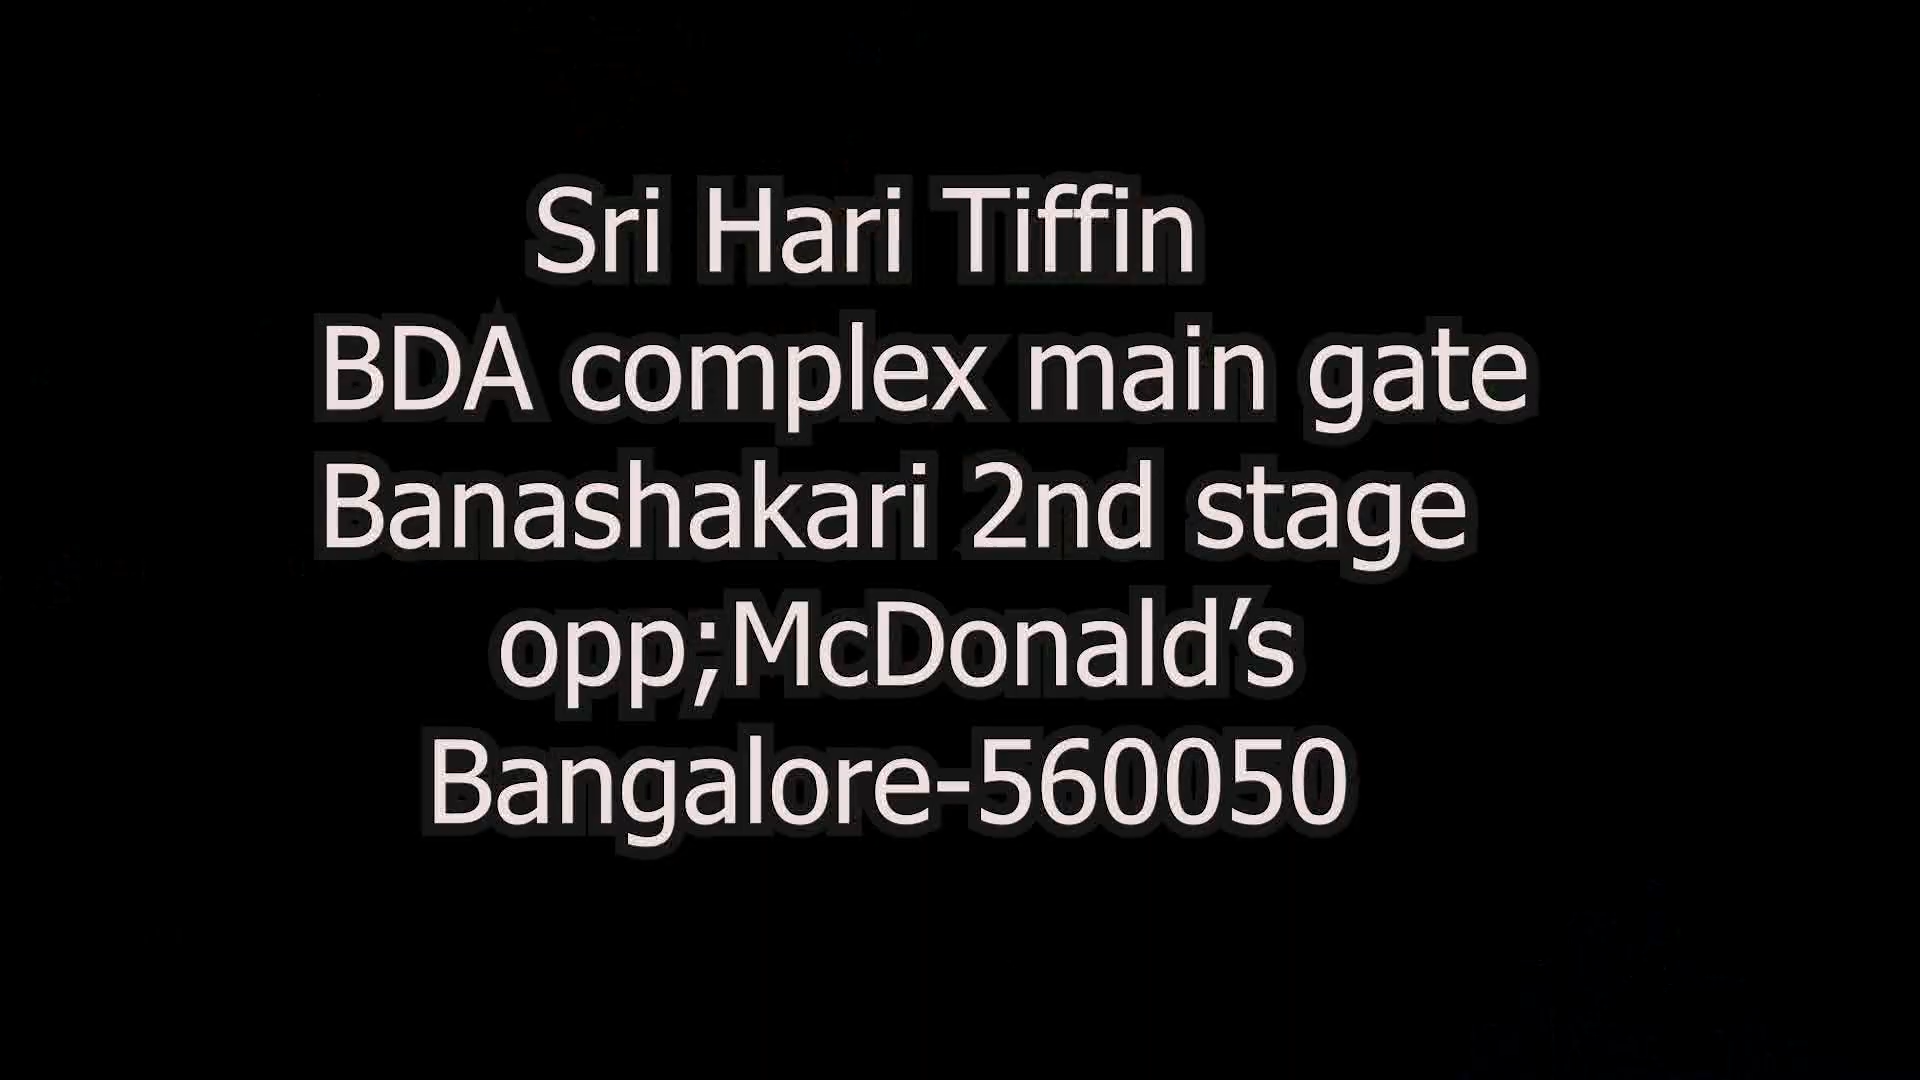 Sri Hari Tiffin
BDA complex main gate
Banashakari 2nd stage
opp;McDonald’s
Bangalore-560050